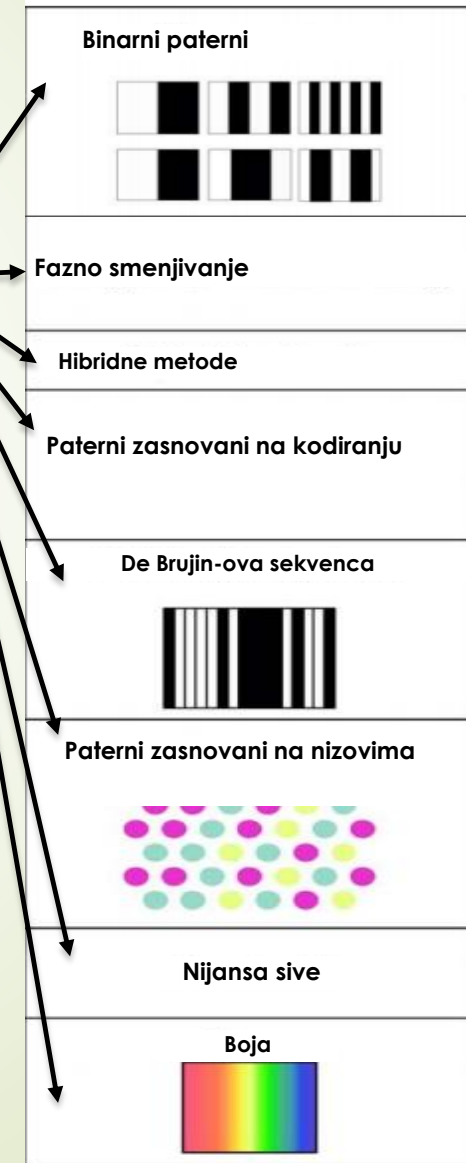 Binarni paterni
Fazno smenjivanje
Hibridne metode
Paterni zasnovani na kodiranju
De Brujin-ova sekvenca
Paterni zasnovani na nizovima
Nijansa sive
Boja